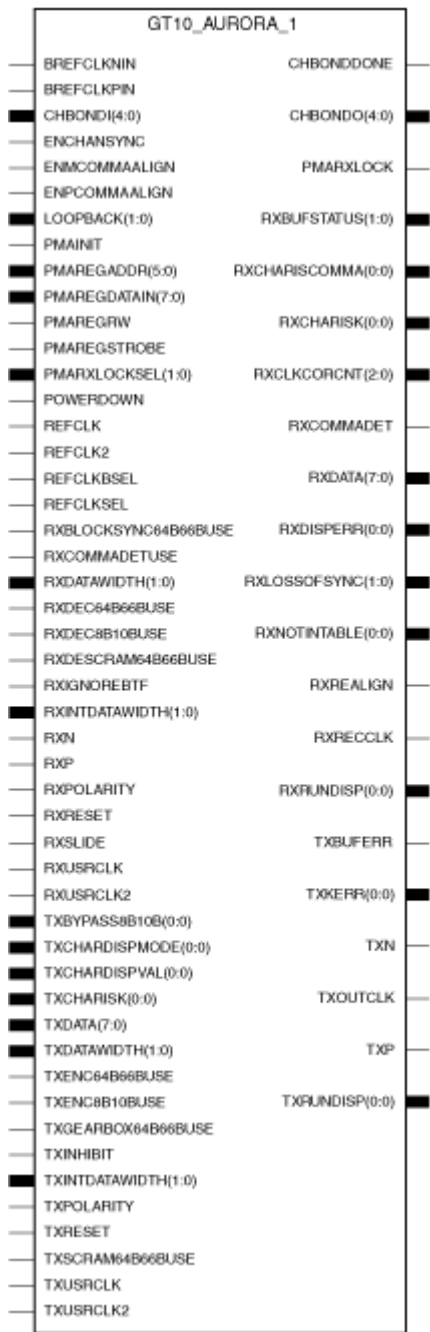 GT10_AURORA_1
BREFCLKNIN CHBONDDONE
BREFCLKPIN
CHBONDI(4:0) CHBONDO(4:0)
ENCHANSYNC
ENMCOMMAALIGN PMARXLOCK
ENPCOMMAALIGN
LOOPBACK(1:0) RXBUFSTATUS(1:0)
PMAINIT
PMAREGADDR(5:0) RXCHARISCOMMA(0:0)
PMAREGDATAIN(7:0)
PMAREGRW RXCHARISK(0:0)
PMAREGSTROBE
PMARXLOCKSEL(1:0) RXCLKCORCNT(2:0)
POWERDOWN
REFCLK RXCOMMADET
REFCLK2
REFCLKBSEL RXDATA(7:0)
REFCLKSEL
RXBLOCKSYNC64B66BUSE RXDISPERR(0:0)
RXCOMMADETUSE
RXDATAWIDTH(1:0) RXLOSSOFSYNC(1:0)
RXDEC64B66BUSE
RXDEC8B10BUSE RXNOTINTABLE(0:0)
RXDESCRAM64B66BUSE
RXIGNOREBTF RXREALIGN
RXINTDATAWIDTH(1:0)
RXN RXRECCLK
RXP
RXPOLARITY RXRUNDISP(0:0)
RXRESET
RXSLIDE TXBUFERR
RXUSRCLK
RXUSRCLK2 TXKERR(0:0)
TXBYPASS8B10B(0:0)
TXCHARDISPMODE(0:0) TXN
TXCHARDISPVAL(0:0)
TXCHARISK(0:0) TXOUTCLK
TXDATA(7:0)
TXDATAWIDTH(1:0) TXP
TXENC64B66BUSE
TXENC8B10BUSE TXRUNDISP(0:0)
TXGEARBOX64B66BUSE
TXINHIBIT
TXINTDATAWIDTH(1:0)
TXPOLARITY
TXRESET
TXSCRAM64B66BUSE
TXUSRCLK
TXUSRCLK2